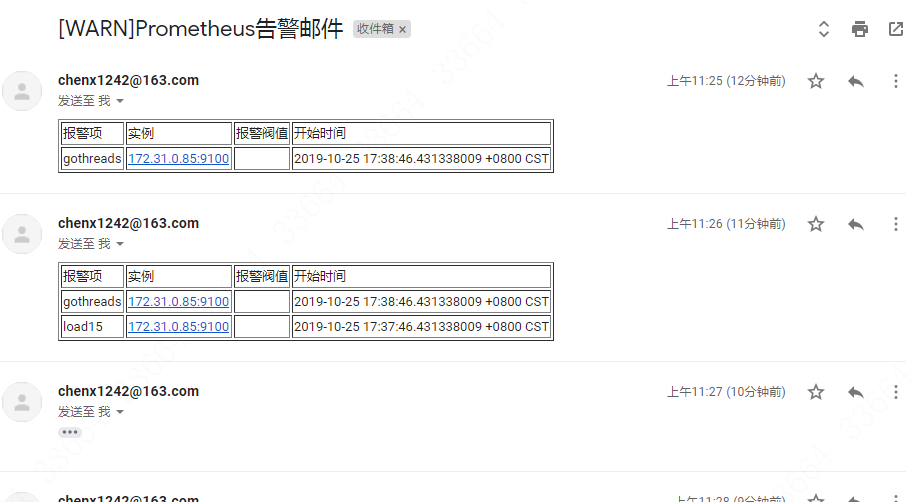 [WARN]Prometheus告警邮件 收件箱 ×
chenx1242@163.com 上午11:25 (12分钟前)
发送至 我
报警项 实例 报警阀值 开始时间
gothreads 172.31.0.85:9100 2019-10-25 17:38:46.431338009 +0800 CST
chenx1242@163.com 上午11:26 (11分钟前)
发送至 我
报警项 实例 报警阀值 开始时间
gothreads 172.31.0.85:9100 2019-10-25 17:38:46.431338009 +0800 CST
load15 172.31.0.85:9100 2019-10-25 17:37:46.431338009 +0800 CST
chenx1242@163.com 上午11:27 (10分钟前)
发送至 我
chenx1242@163.com 上午11:28 (9分钟前)